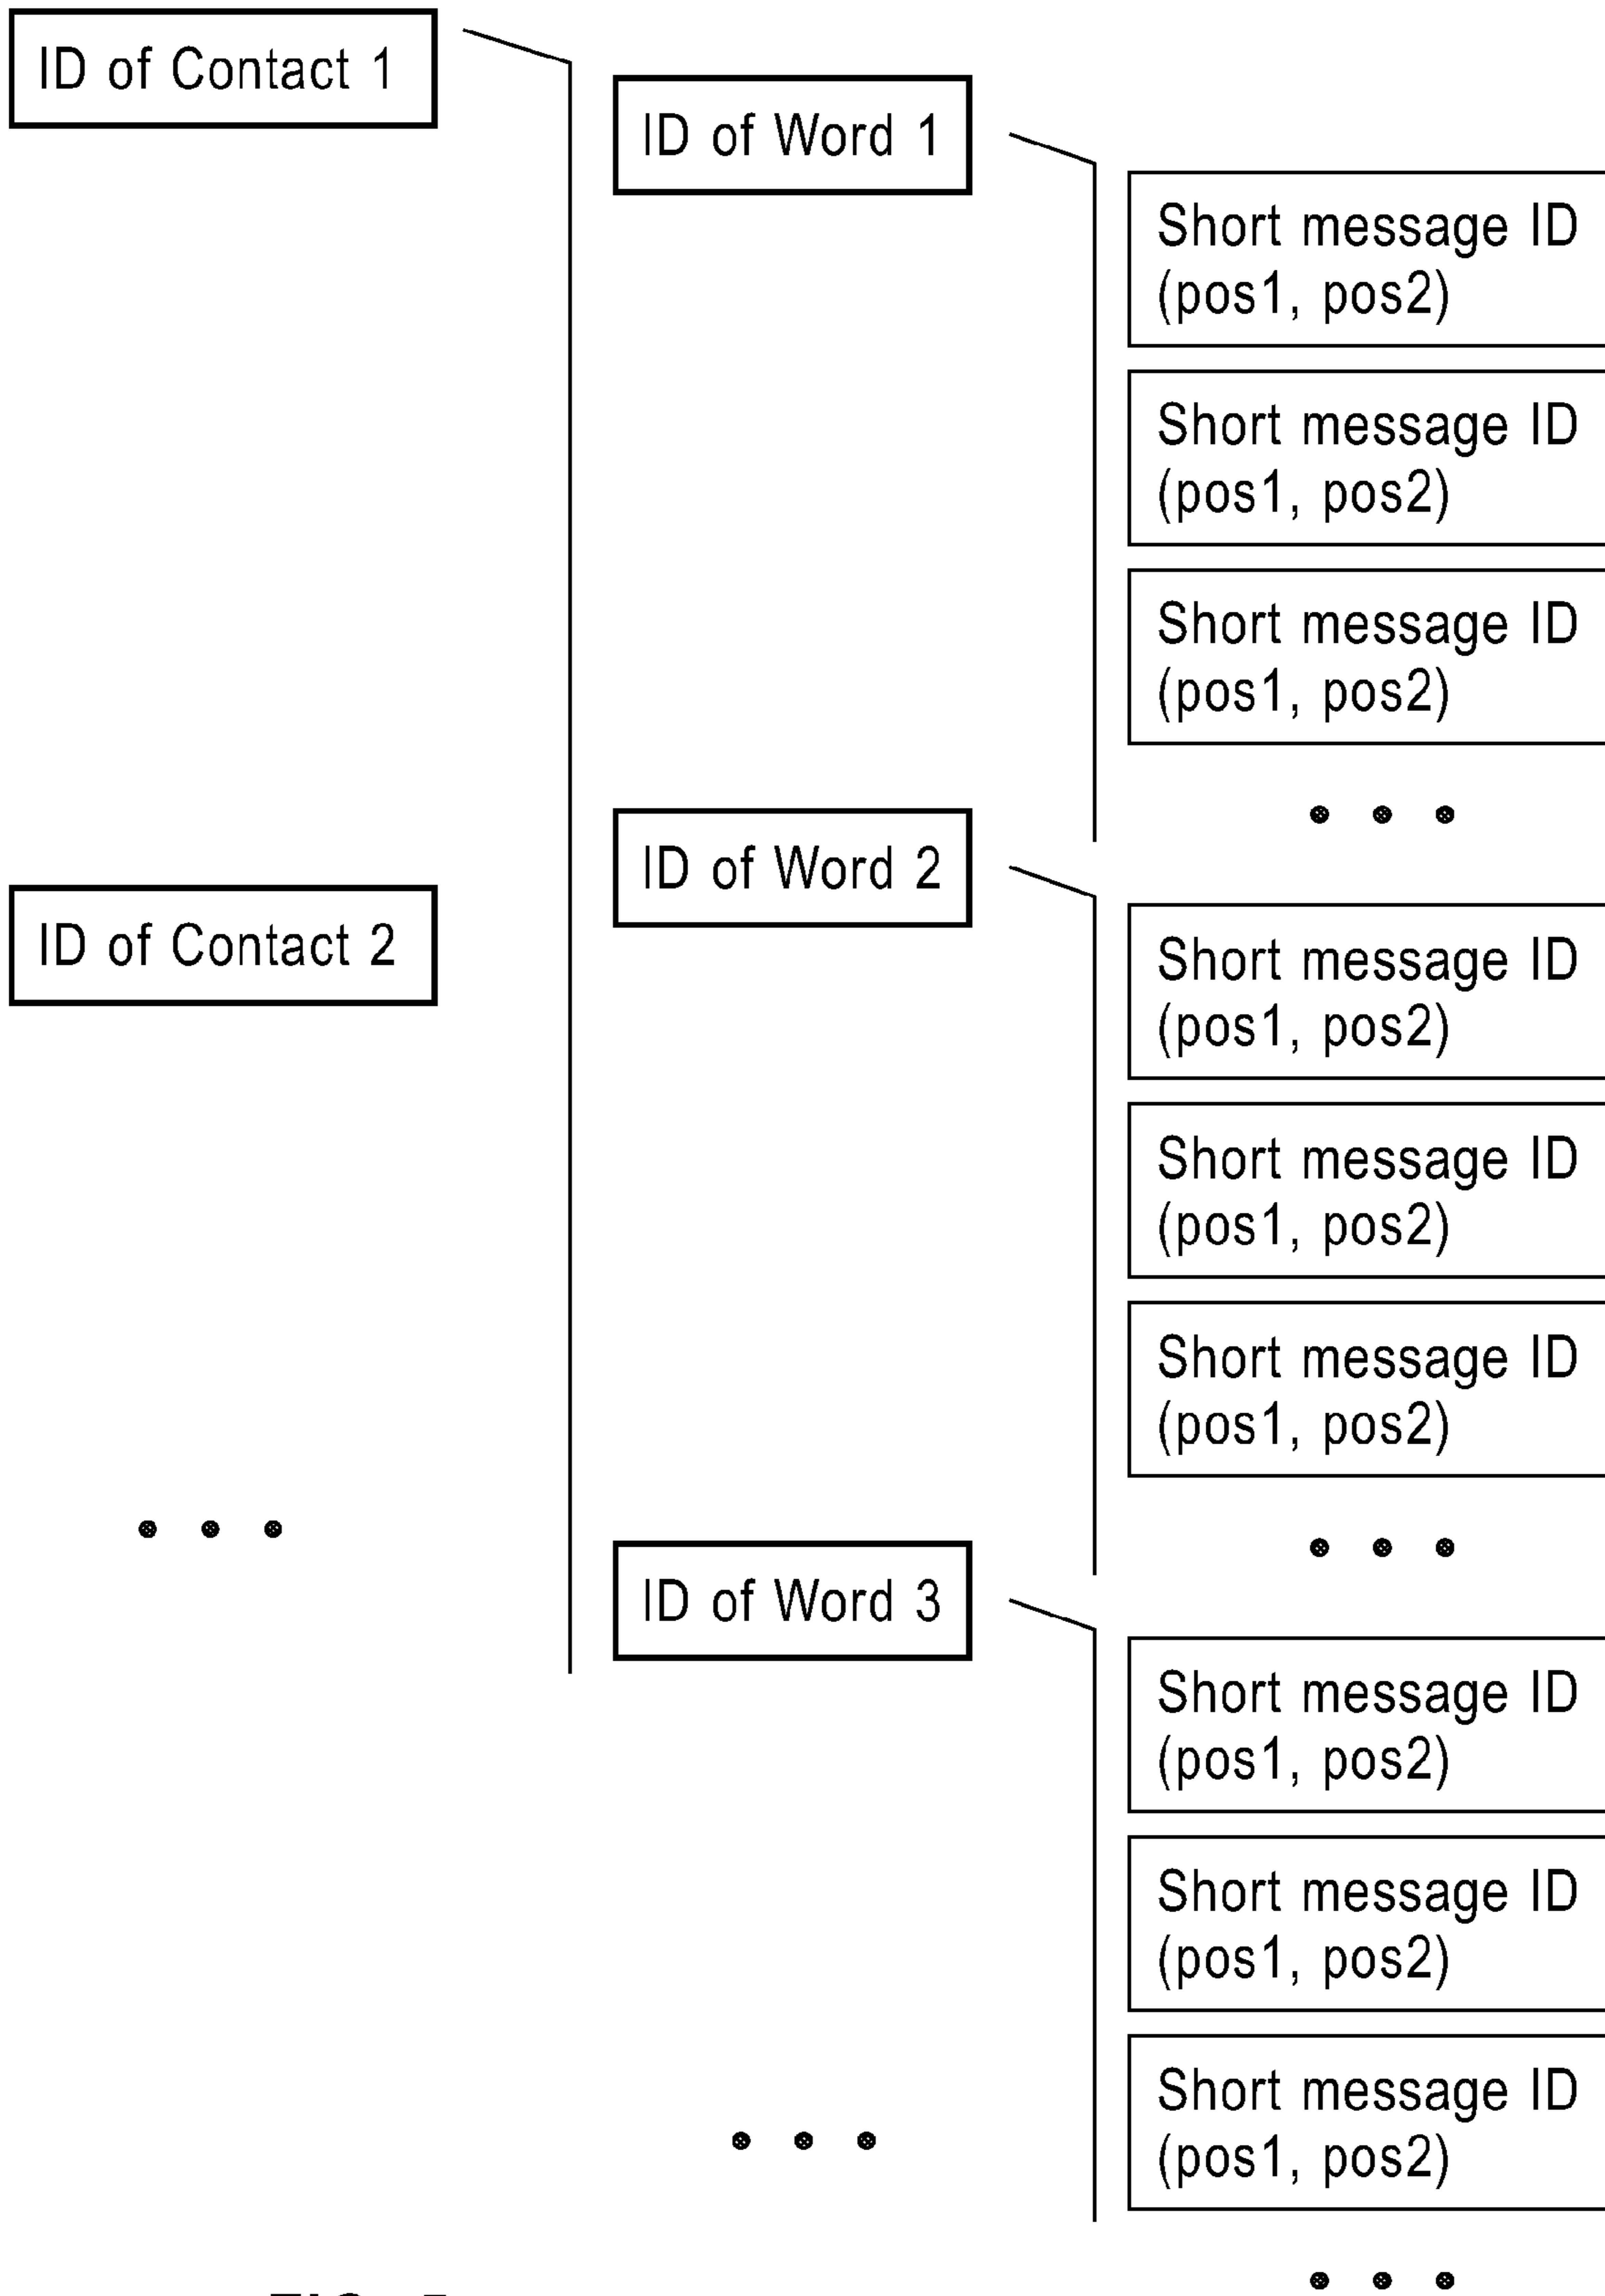 ID of Contact 1
ID of Word 1
Short message ID
(pos1, pos2)
Short message ID
(pos1, pos2)
Short message ID
(pos1, pos2)
• • •
ID of Word 2
ID of Contact 2
Short message ID
(pos1, pos2)
Short message ID
(pos1, pos2)
Short message ID
(pos1, pos2)
• • •
• • •
ID of Word 3
Short message ID
(pos1, pos2)
Short message ID
(pos1, pos2)
Short message ID
(pos1, pos2)
• • •
• • •